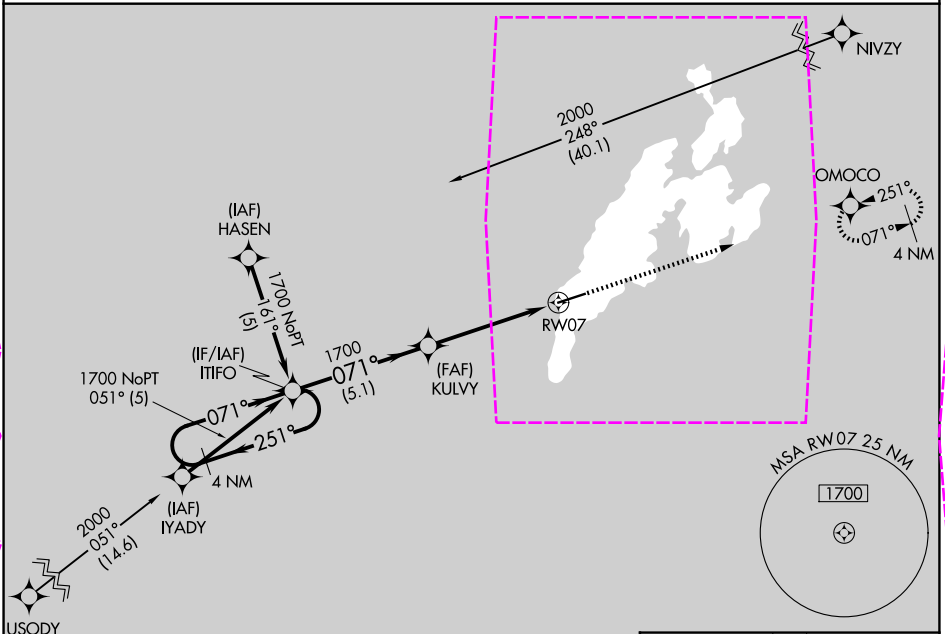 NIVZY
2000
248°
(40.1)
OMOCO
251°
071°
4 NM
(IAF)
HASEN
1700 NoPT
161°
(5)
RW07
(IF/IAF)
ITIFO
1700
071°
(5.1)
(FAF)
KULVY
1700 NoPT
051° (5)
071°
251°
4 NM
(IAF)
IYADY
2000
051°
(14.6)
USODY
MSA RW07 25 NM
1700